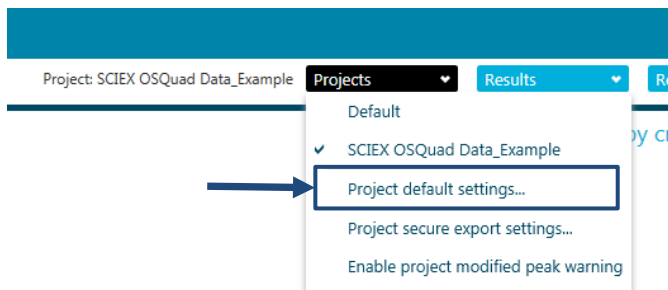 Project: SCIEX OSQuad Data_Example Projects Results
Default
SCIEX OSQuad Data_Example
Project default settings...
Project secure export settings...
Enable project modified peak warning